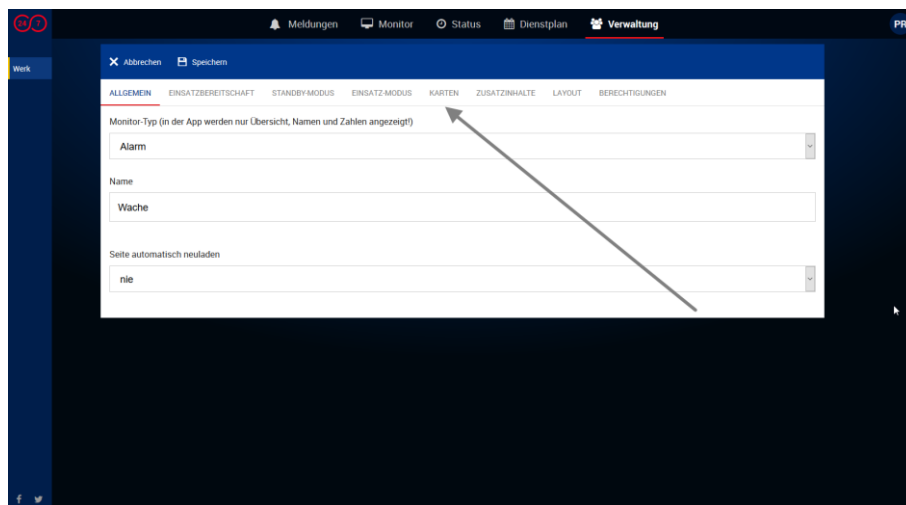 24 7
Meldungen Monitor Status Dienstplan Verwaltung PR
Werk
Abbrechen Speichern
ALLGEMEIN EINSATZBEREITSCHAFT STANDBY-MODUS EINSATZ-MODUS KARTEN ZUSATZINHALTE LAYOUT BERECHTIGUNGEN
Monitor-Typ (in der App werden nur Übersicht, Namen und Zahlen angezeigt!)
Alarm
Name
Wache
Seite automatisch neuladen
nie